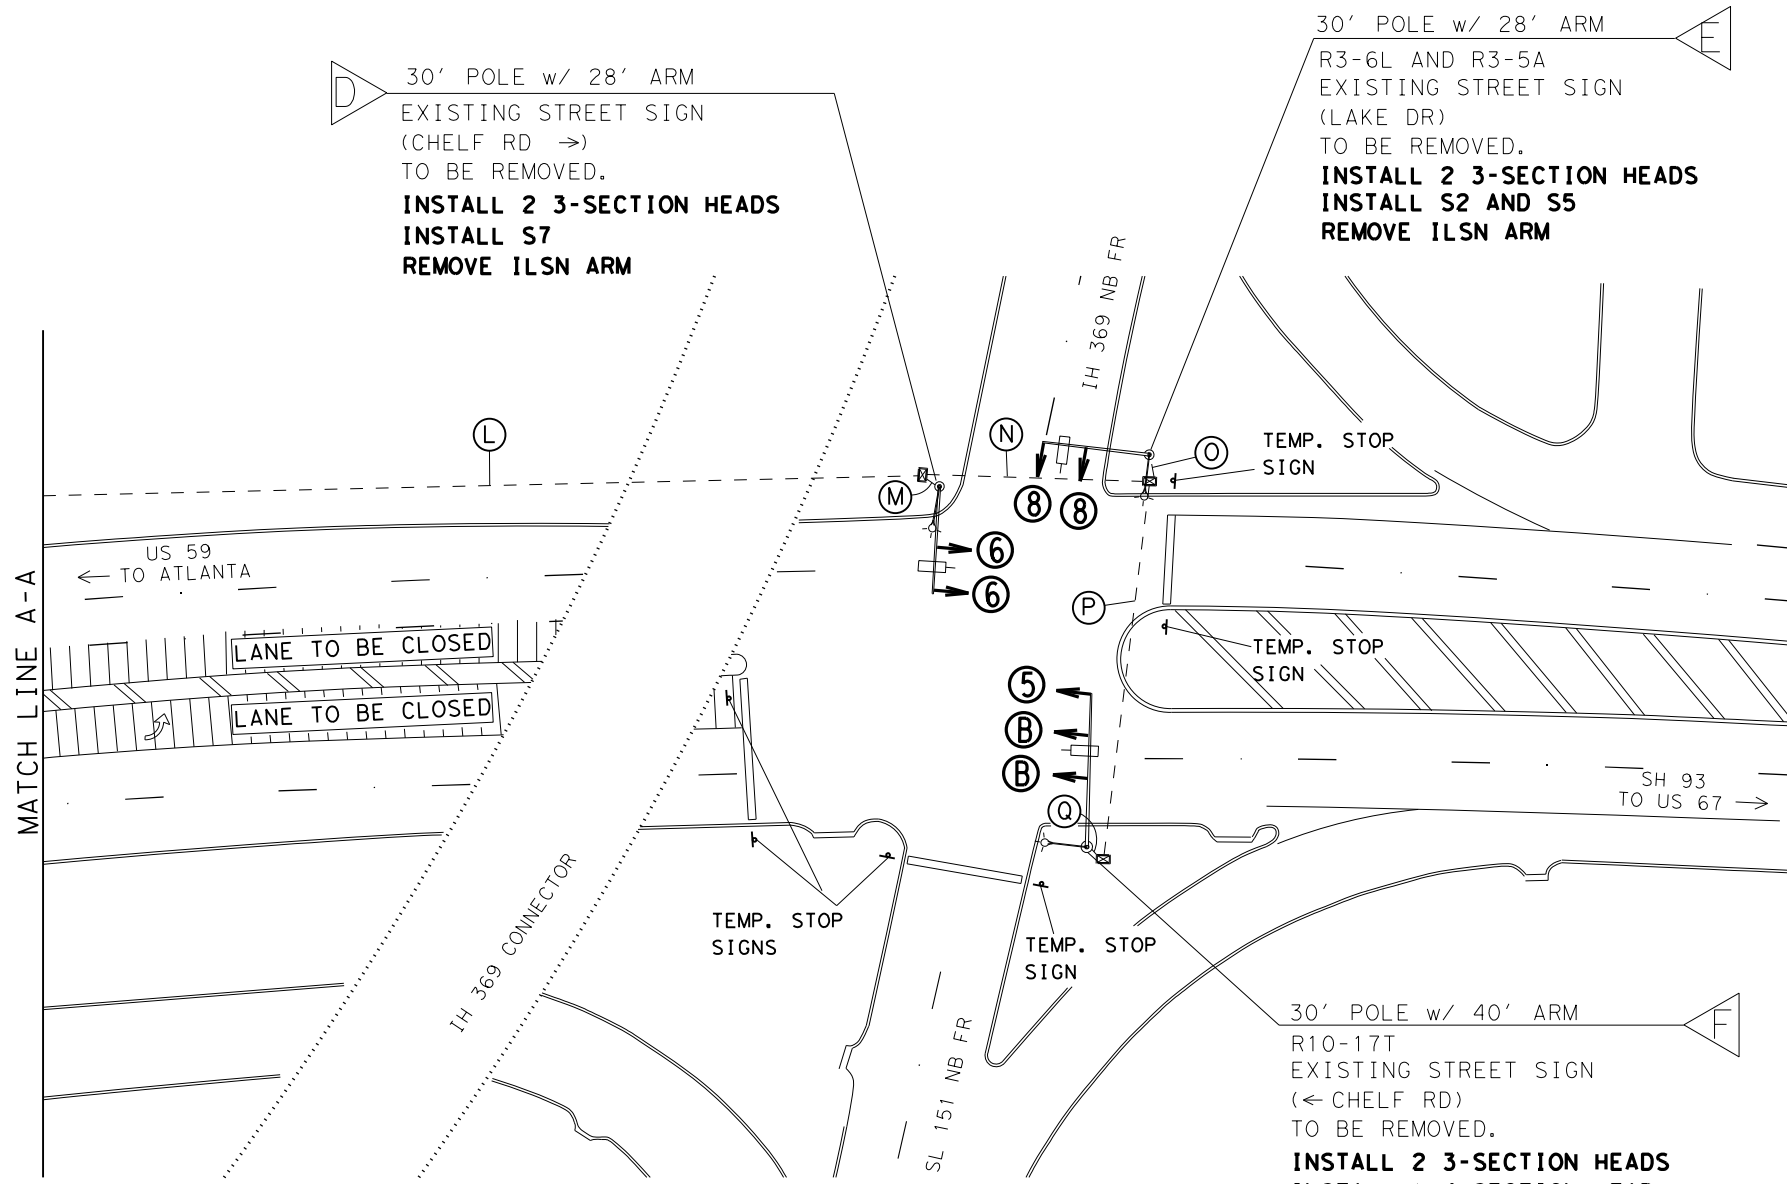 30' POLE w/ 28' ARM
E
R3-6L AND R3-5A
EXISTING STREET SIGN
(LAKE DR)
TO BE REMOVED.
INSTALL 2 3-SECTION HEADS
INSTALL S2 AND S5
REMOVE ILSN ARM
D
30' POLE w/ 28' ARM
EXISTING STREET SIGN
(CHELF RD →)
TO BE REMOVED.
INSTALL 2 3-SECTION HEADS
INSTALL S7
REMOVE ILSN ARM
IH 369 NB FR
L
N
O
TEMP. STOP
SIGN
M
8
8
6
6
US 59
← TO ATLANTA
P
MATCH LINE A-A
LANE TO BE CLOSED
LANE TO BE CLOSED
TEMP. STOP
SIGN
5
B
B
SH 93
TO US 67 →
Q
IH 369 CONNECTOR
TEMP. STOP
SIGNS
TEMP. STOP
SIGN
SL 151 NB FR
30' POLE w/ 40' ARM
F
R10-17T
EXISTING STREET SIGN
(← CHELF RD)
TO BE REMOVED.
INSTALL 2 3-SECTION HEADS